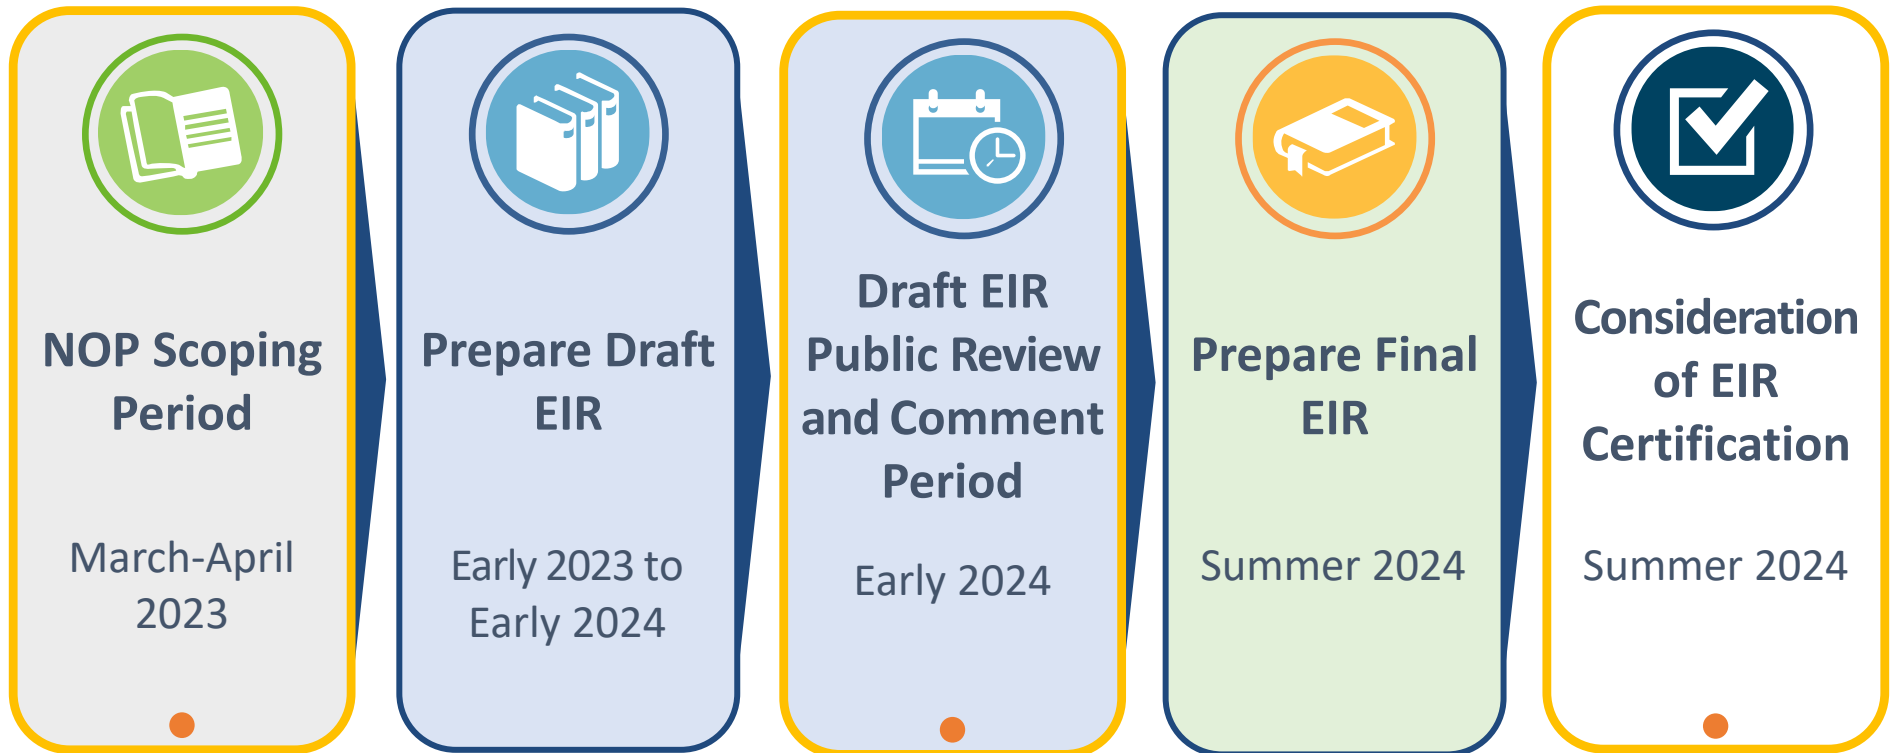 NOP Scoping
Period
March-April
2023
Prepare Draft
EIR
Early 2023 to
Early 2024
Draft EIR
Public Review
and Comment
Period
Early 2024
Prepare Final
EIR
Summer 2024
Consideration
of EIR
Certification
Summer 2024